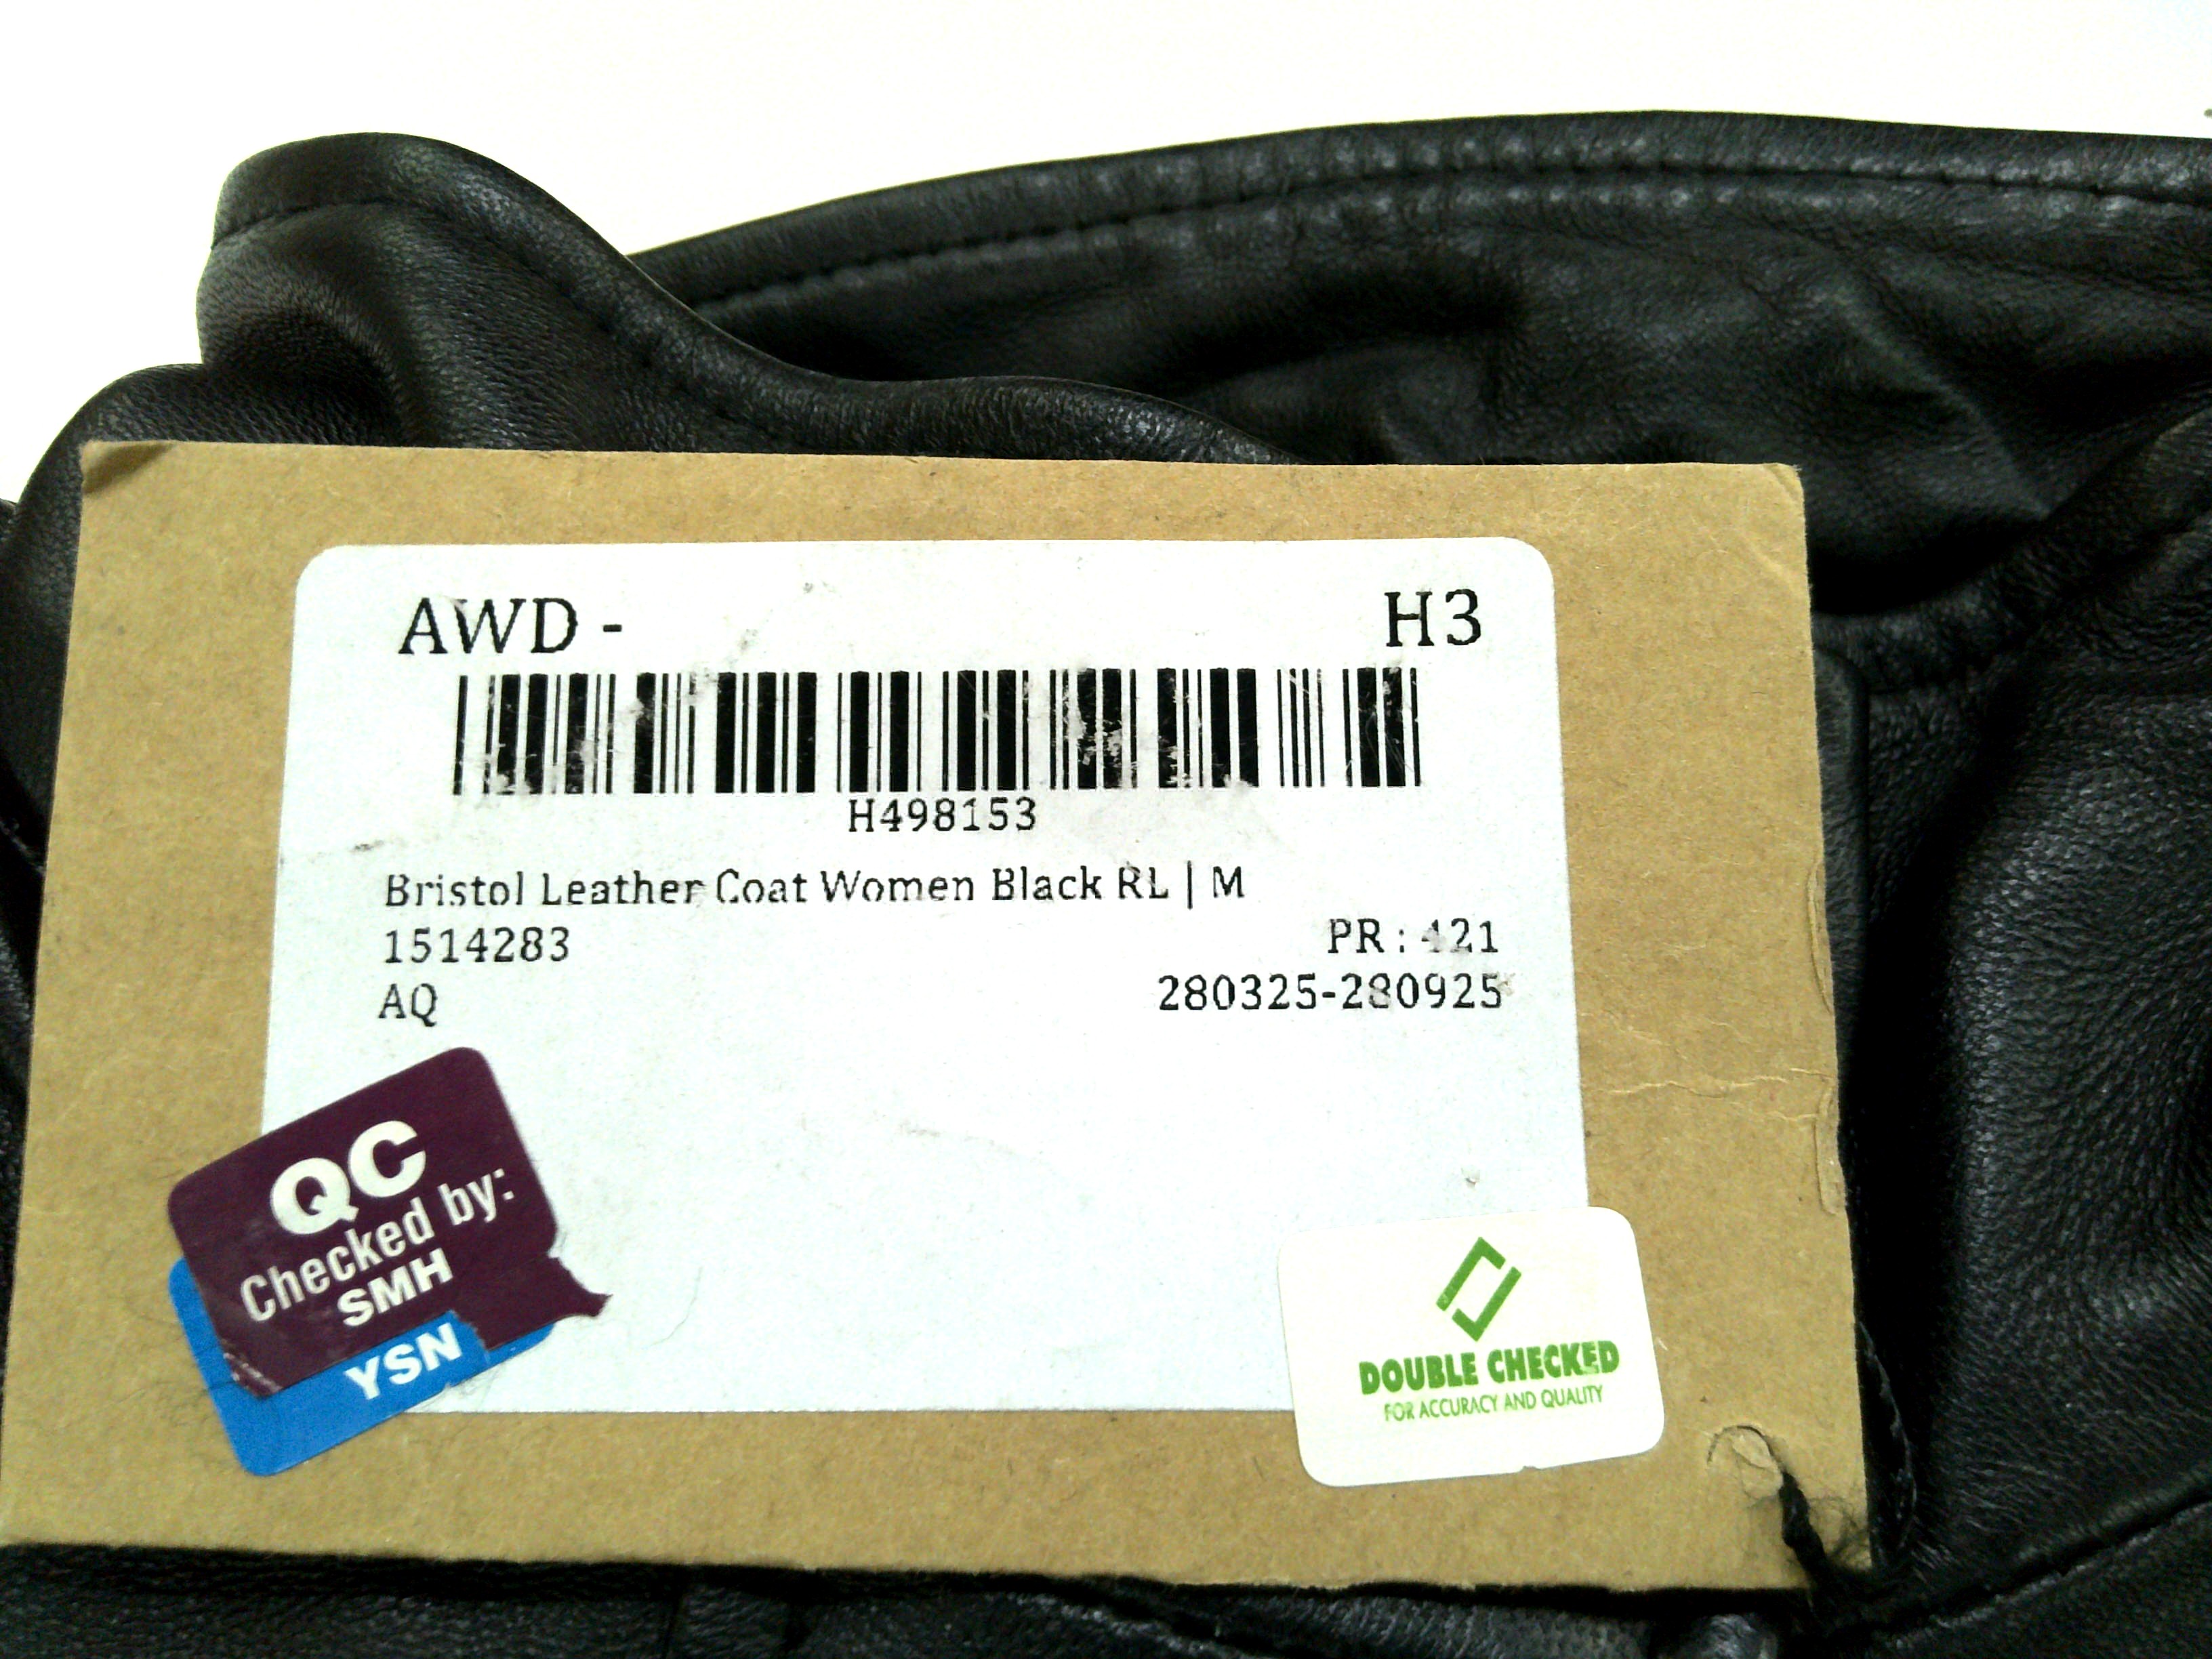 AWD - H3
H498153
Bristol Leather Coat Women Black RL | M
1514283 PR : 421
AQ 280325-280925
QC
Checked by:
SMH
YSN
DOUBLE CHECKED
FOR ACCURACY AND QUALITY